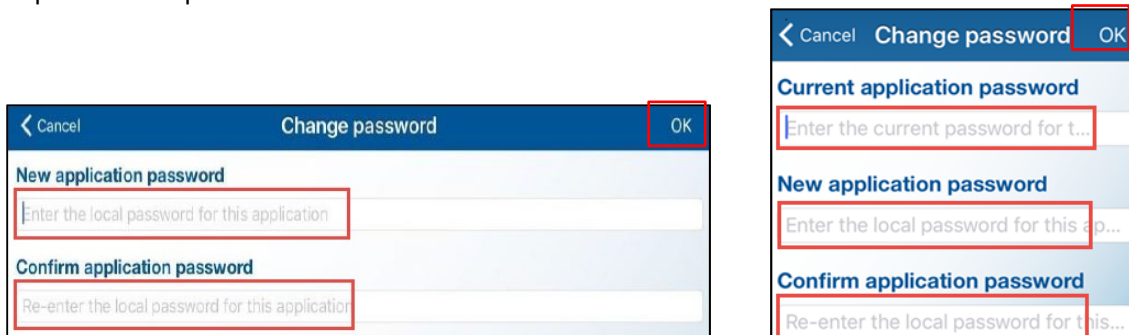 Cancel Change password OK
New application password
Enter the local password for this application
Confirm application password
Re-enter the local password for this application
Cancel Change password OK
Current application password
Enter the current password for t...
New application password
Enter the local password for this ap...
Confirm application password
Re-enter the local password for this...